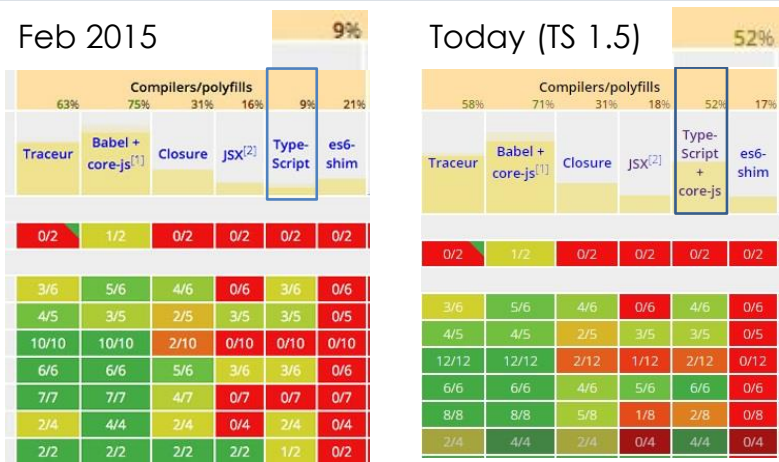 Feb 2015
9%
Compilers/polyfills
63% 75% 31% 16% 9% 21%
Traceur Babel + core-js[1] Closure JSX[2] Type-Script es6-shim
0/2 1/2 0/2 0/2 0/2 0/2
3/6 5/6 4/6 0/6 3/6 0/6
4/5 3/5 2/5 3/5 3/5 0/5
10/10 10/10 2/10 0/10 0/10 0/10
6/6 6/6 5/6 3/6 3/6 0/6
7/7 7/7 4/7 0/7 0/7 0/7
2/4 4/4 2/4 0/4 2/4 0/4
2/2 2/2 2/2 2/2 1/2 0/2
Today (TS 1.5)
52%
Compilers/polyfills
58% 71% 31% 18% 52% 17%
Traceur Babel + core-js[1] Closure JSX[2] Type-Script + core-js es6-shim
0/2 1/2 0/2 0/2 0/2 0/2
3/6 5/6 4/6 0/6 4/6 0/6
4/5 4/5 2/5 3/5 3/5 0/5
12/12 12/12 2/12 1/12 2/12 0/12
6/6 6/6 4/6 5/6 6/6 0/6
8/8 8/8 5/8 1/8 2/8 0/8
2/4 4/4 2/4 0/4 4/4 0/4